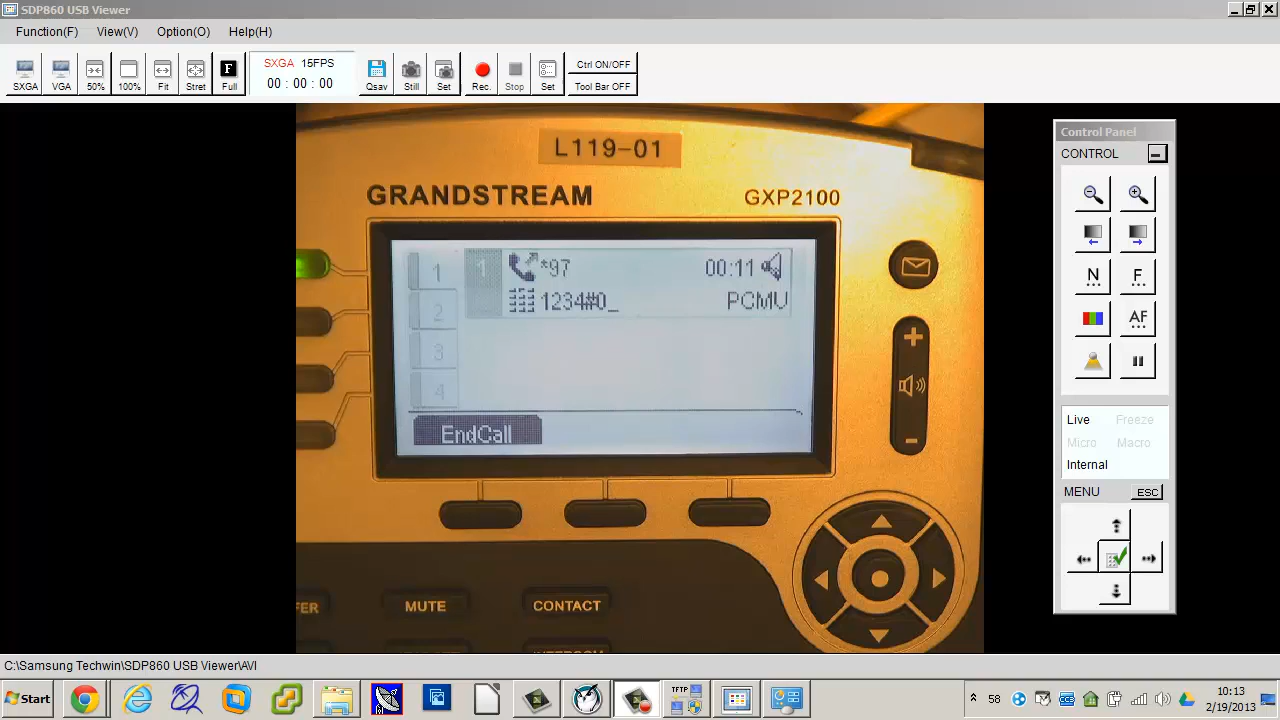 SDP860 USB Viewer
Function(F) View(V) Option(O) Help(H)
SXGA VGA 50% 100% Fit Stret Full
SXGA 15FPS
00 : 00 : 00
Qsav Still Set Rec. Stop Set
Ctrl ON/OFF
Tool Bar OFF
L119-01
GRANDSTREAM GXP2100
1 1 *97 00:11
2 1234#0_ PCMU
3
4
EndCall
MUTE CONTACT
Control Panel
CONTROL
N F
AF
Live Freeze
Micro Macro
Internal
MENU ESC
C:\Samsung Techwin\SDP860 USB Viewer\AVI
Start TFTP 58 10:13
2/19/2013